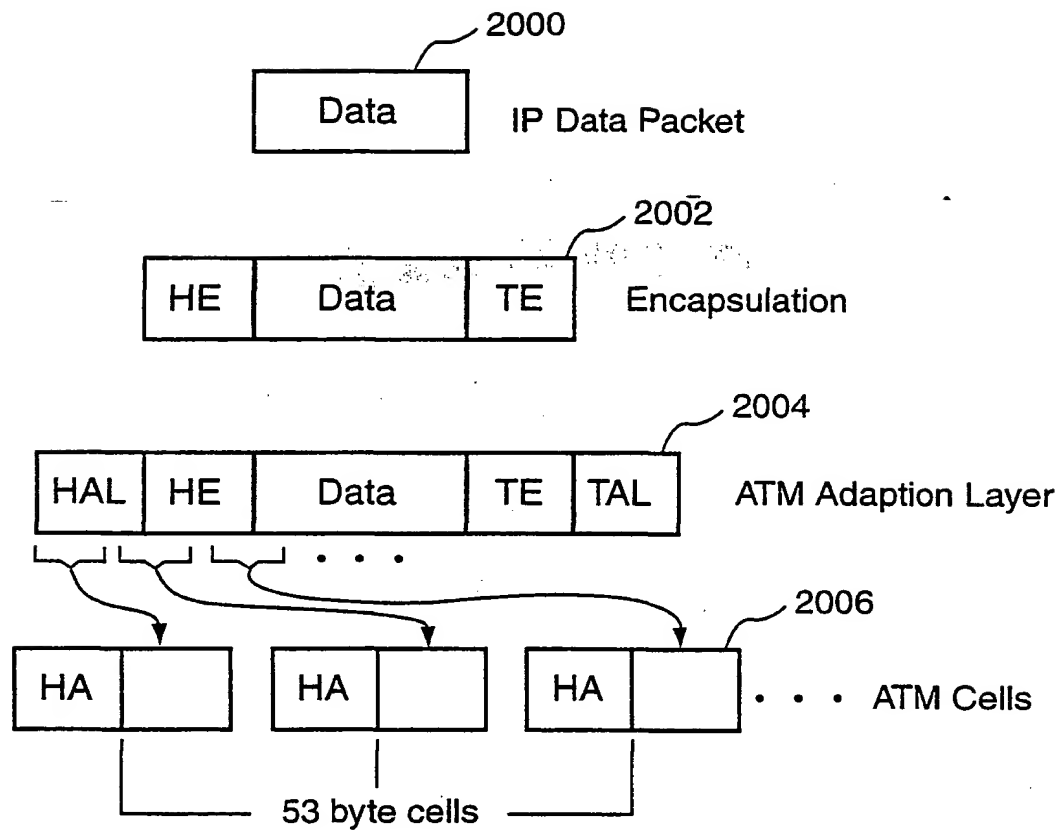 2000
Data IP Data Packet
2002
HE Data TE Encapsulation
2004
HAL HE Data TE TAL ATM Adaption Layer
• • •
2006
HA HA HA • • • ATM Cells
53 byte cells